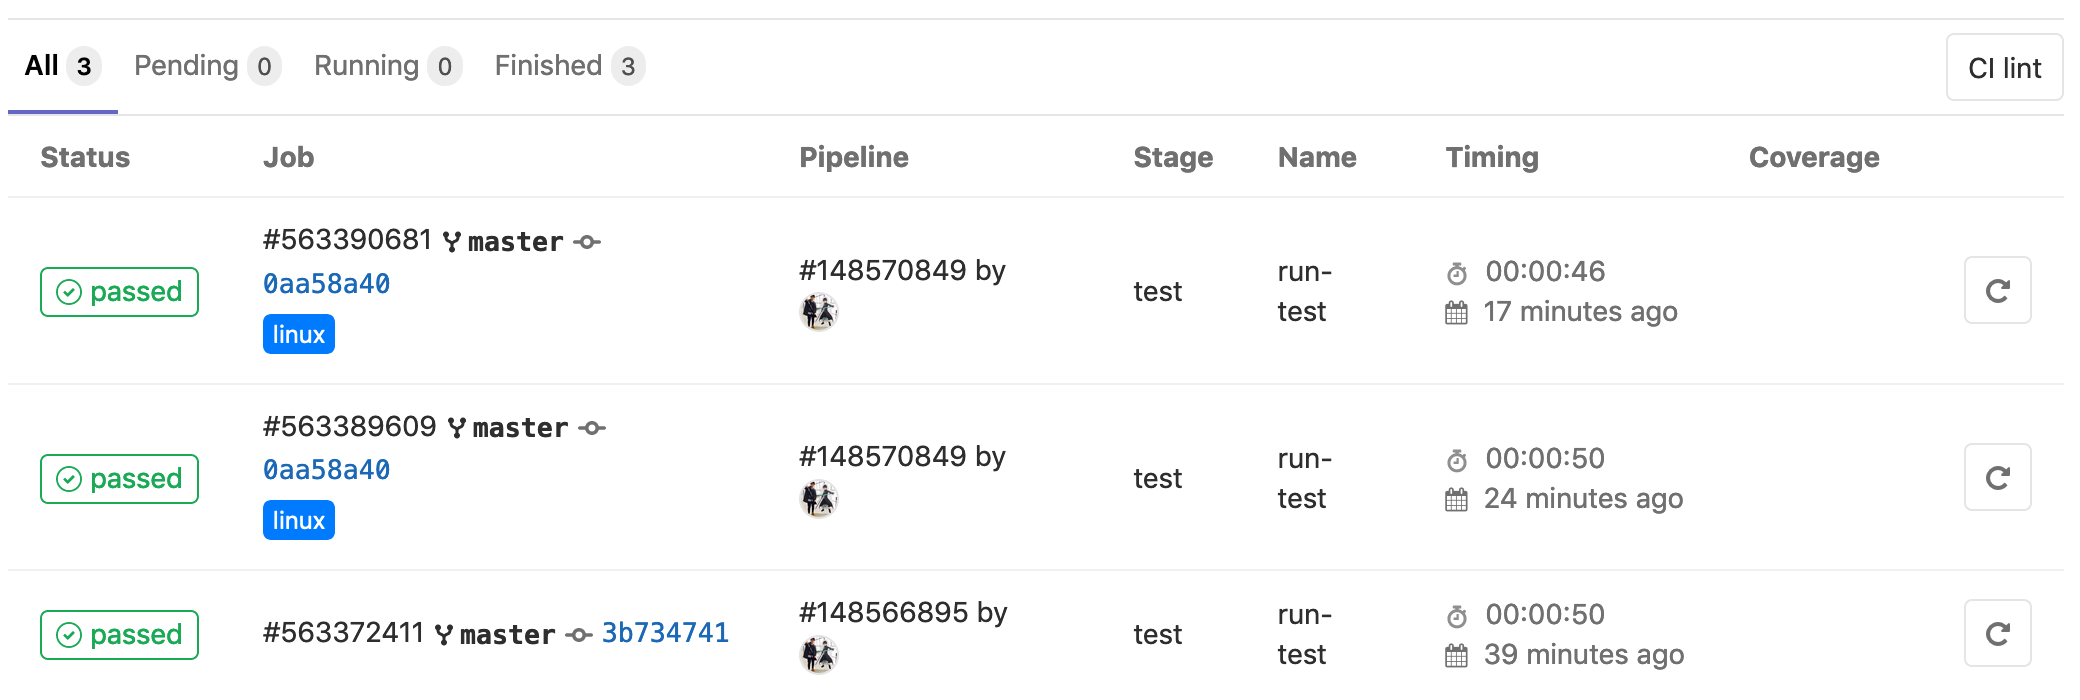 All 3 Pending 0 Running 0 Finished 3 CI lint
Status Job Pipeline Stage Name Timing Coverage
#563390681 master
0aa58a40
linux
passed
#148570849 by
test
run-
test
00:00:46
17 minutes ago
#563389609 master
0aa58a40
linux
passed
#148570849 by
test
run-
test
00:00:50
24 minutes ago
passed
#563372411 master 3b734741
#148566895 by
test
run-
test
00:00:50
39 minutes ago